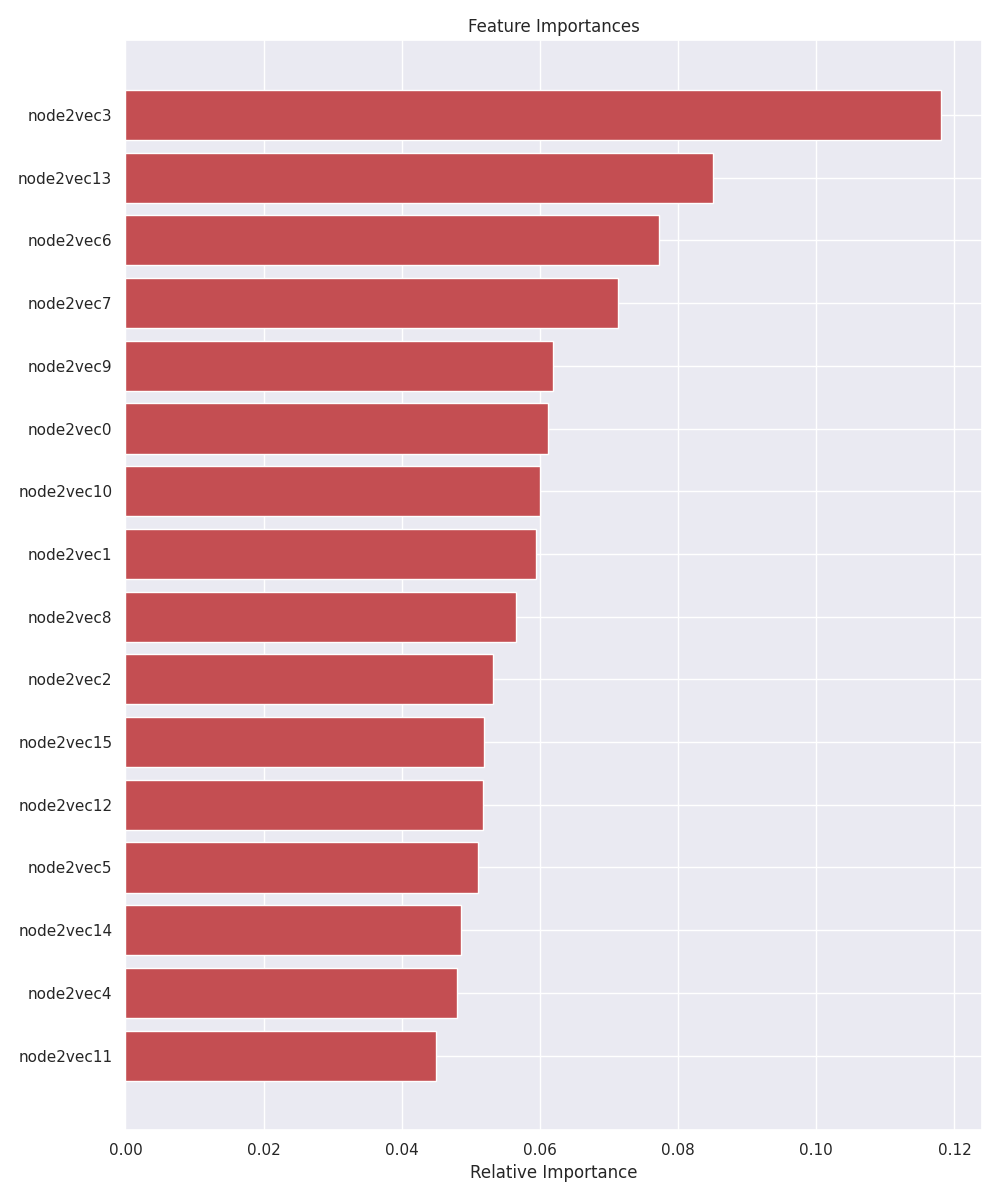 Feature Importances
node2vec3
node2vec13
node2vec6
node2vec7
node2vec9
node2vec0
node2vec10
node2vec1
node2vec8
node2vec2
node2vec15
node2vec12
node2vec5
node2vec14
node2vec4
node2vec11
0.00 0.02 0.04 0.06 0.08 0.10 0.12
Relative Importance